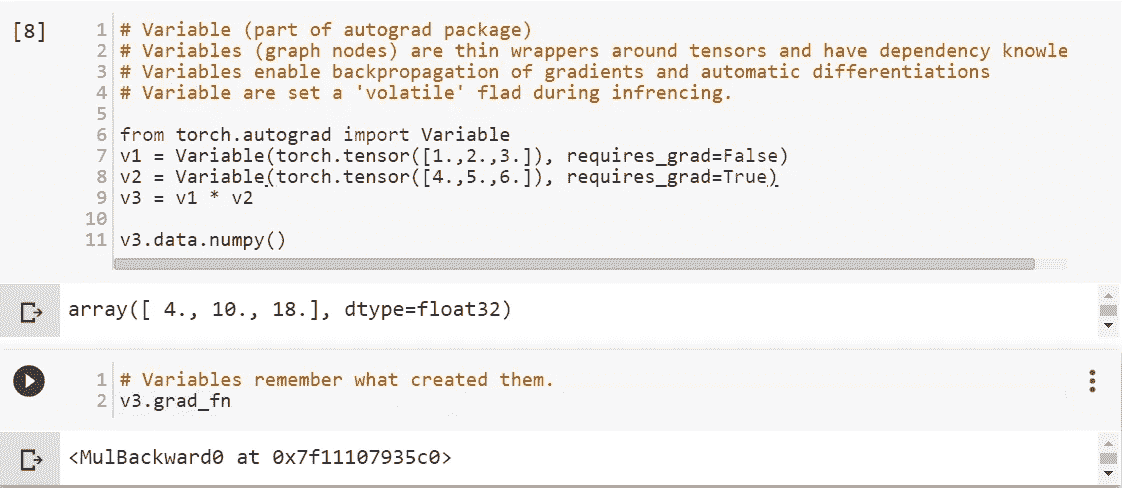 [8]
1 # Variable (part of autograd package)
2 # Variables (graph nodes) are thin wrappers around tensors and have dependency knowle
3 # Variables enable backpropagation of gradients and automatic differentiations
4 # Variable are set a 'volatile' flad during infrencing.
5
6 from torch.autograd import Variable
7 v1 = Variable(torch.tensor([1.,2.,3.]), requires_grad=False)
8 v2 = Variable(torch.tensor([4.,5.,6.]), requires_grad=True)
9 v3 = v1 * v2
10
11 v3.data.numpy()
array([ 4., 10., 18.], dtype=float32)
1 # Variables remember what created them.
2 v3.grad_fn
<MulBackward0 at 0x7f11107935c0>